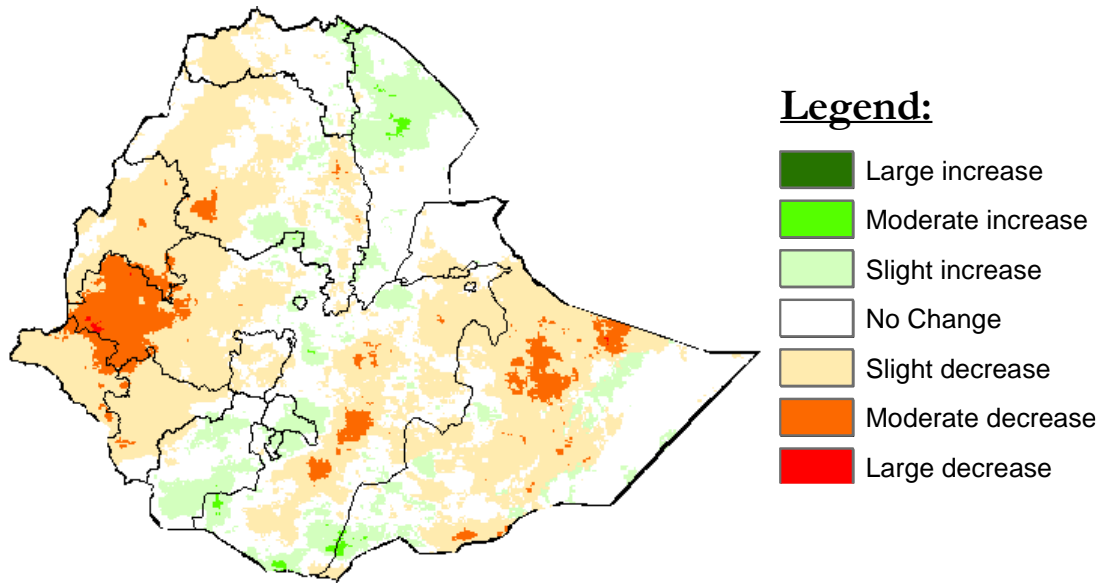 Legend:
Large increase
Moderate increase
Slight increase
No Change
Slight decrease
Moderate decrease
Large decrease